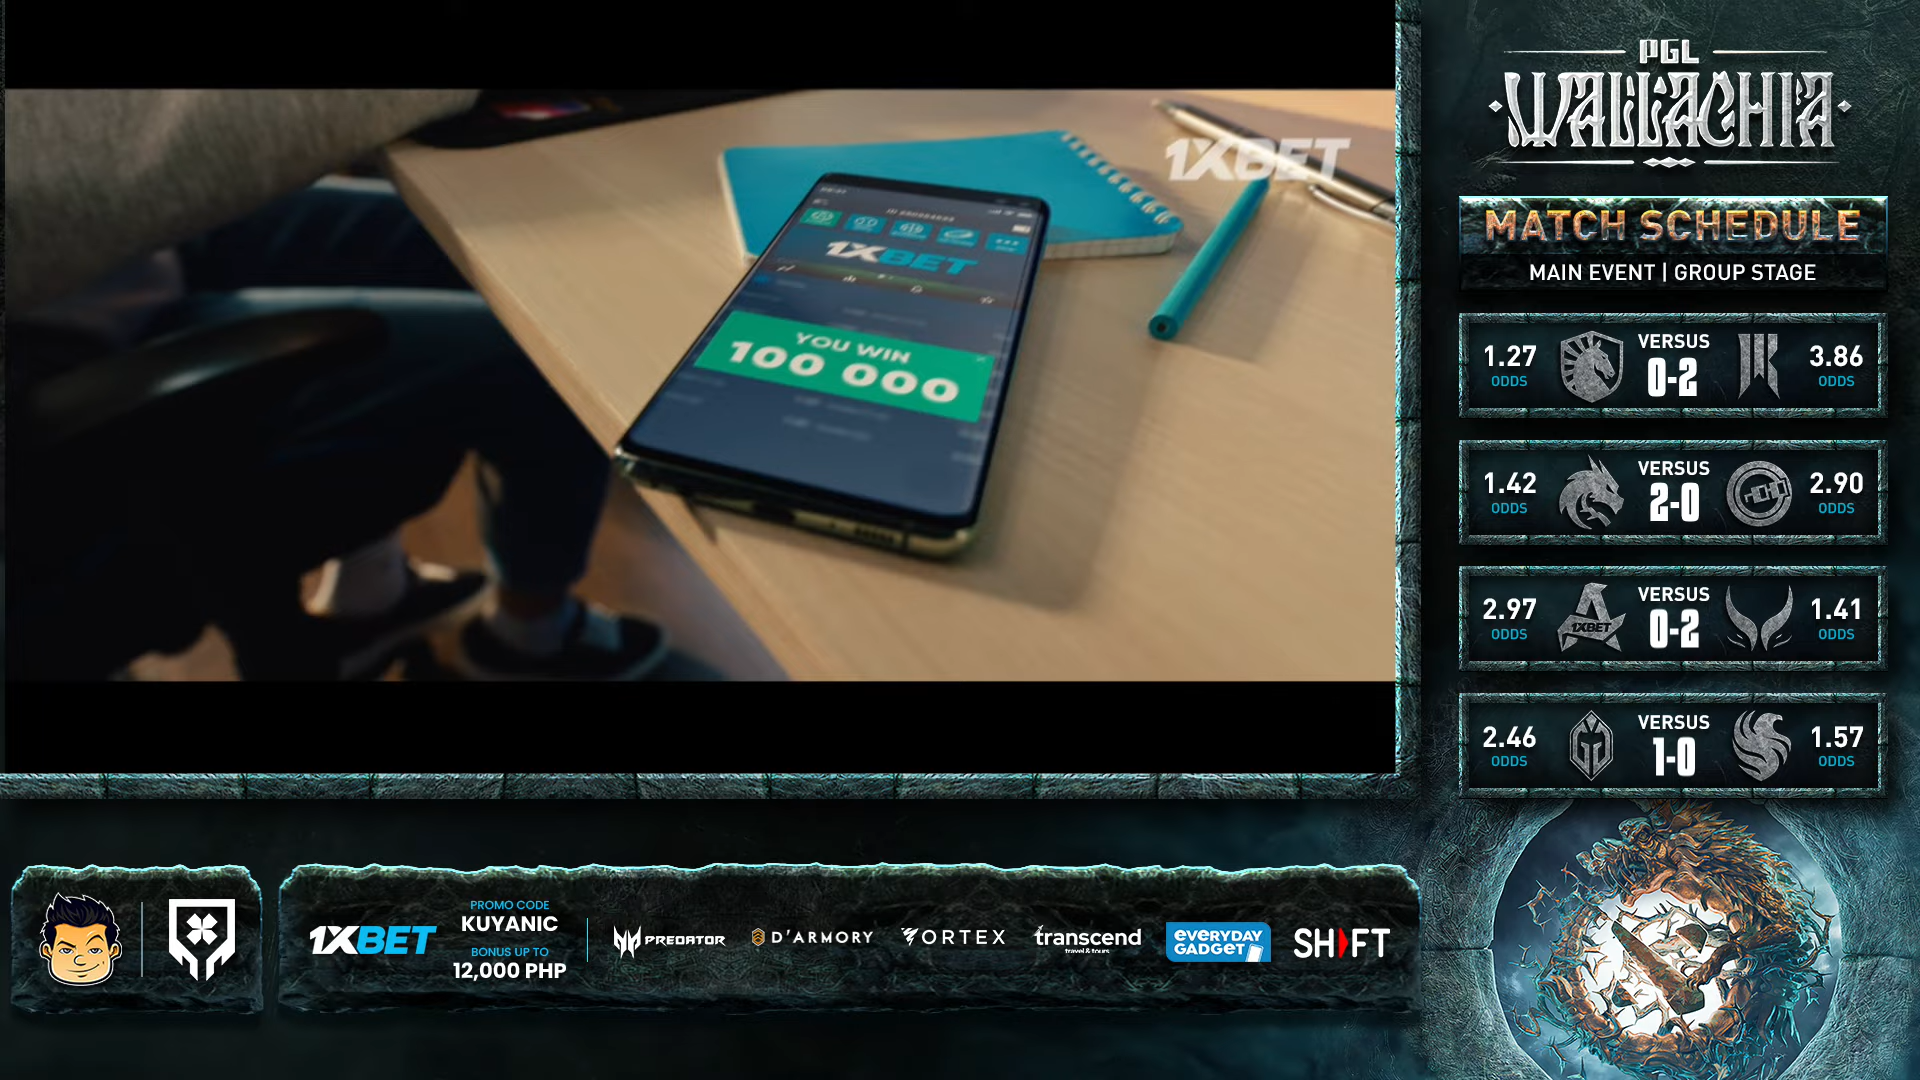 1XBET
1XBET
YOU WIN
100 000
PGL
WALLACHIA
MATCH SCHEDULE
MAIN EVENT | GROUP STAGE
1.27
ODDS
VERSUS
0-2
3.86
ODDS
1.42
ODDS
VERSUS
2-0
2.90
ODDS
2.97
ODDS
1XBET
VERSUS
0-2
1.41
ODDS
2.46
ODDS
VERSUS
1-0
1.57
ODDS
1XBET
PROMO CODE
KUYANIC
BONUS UP TO
12,000 PHP
PREDATOR
D'ARMORY
VORTEX
transcend
travel & tours
EVERYDAY
GADGET
SHIFT